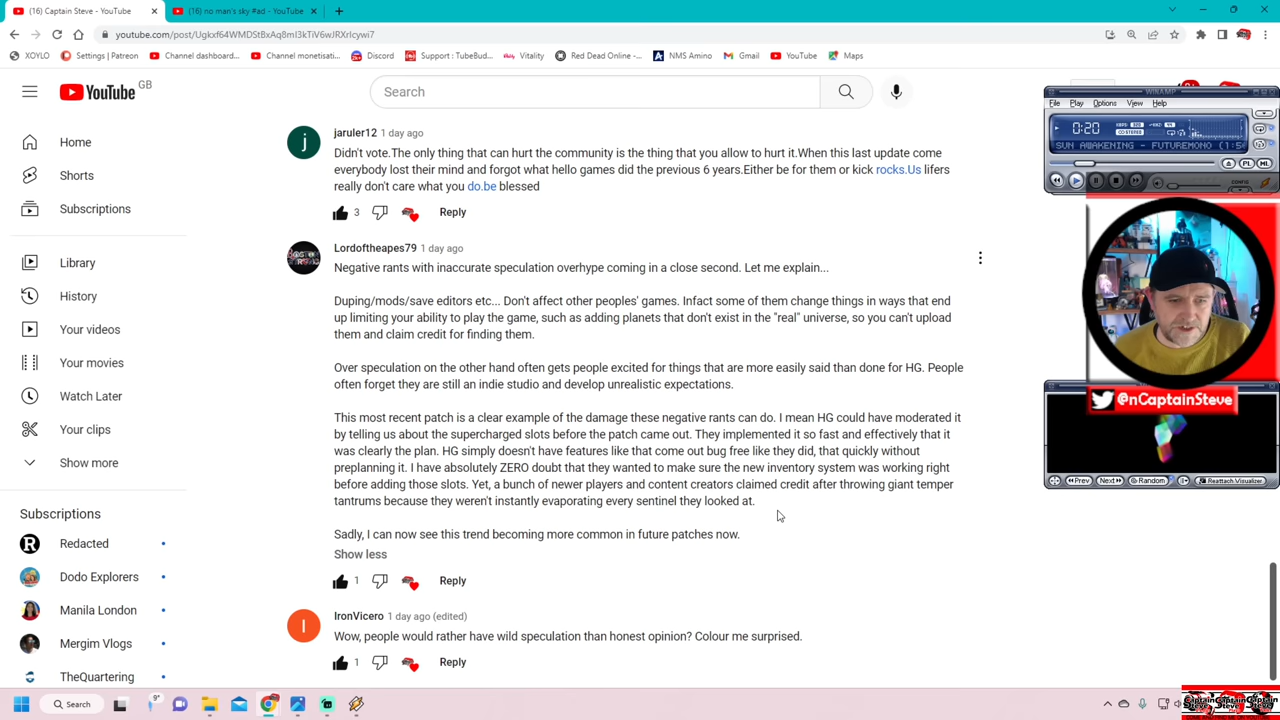 (16) Captain Steve - YouTube
(16) no man's sky #ad - YouTube
youtube.com/post/Ugkxf64WMDStBxAq8mI3kTiV6wJRXrIcywi7
XOYLO
Settings | Patreon
Channel dashboard...
Channel monetisati...
Discord
Support : TubeBud...
Vitality
Red Dead Online -...
NMS Amino
Gmail
YouTube
Maps
YouTube GB
Search
Home
Shorts
Subscriptions
Library
History
Your videos
Your movies
Watch Later
Your clips
Show more
Subscriptions
Redacted
Dodo Explorers
Manila London
Mergim Vlogs
TheQuartering
jaruler12 1 day ago
Didn't vote.The only thing that can hurt the community is the thing that you allow to hurt it.When this last update come
everybody lost their mind and forgot what hello games did the previous 6 years.Either be for them or kick rocks.Us lifers
really don't care what you do.be blessed
3 Reply
Lordoftheapes79 1 day ago
Negative rants with inaccurate speculation overhype coming in a close second. Let me explain...
Duping/mods/save editors etc... Don't affect other peoples' games. Infact some of them change things in ways that end
up limiting your ability to play the game, such as adding planets that don't exist in the "real" universe, so you can't upload
them and claim credit for finding them.
Over speculation on the other hand often gets people excited for things that are more easily said than done for HG. People
often forget they are still an indie studio and develop unrealistic expectations.
This most recent patch is a clear example of the damage these negative rants can do. I mean HG could have moderated it
by telling us about the supercharged slots before the patch came out. They implemented it so fast and effectively that it
was clearly the plan. HG simply doesn't have features like that come out bug free like they did, that quickly without
preplanning it. I have absolutely ZERO doubt that they wanted to make sure the new inventory system was working right
before adding those slots. Yet, a bunch of newer players and content creators claimed credit after throwing giant temper
tantrums because they weren't instantly evaporating every sentinel they looked at.
Sadly, I can now see this trend becoming more common in future patches now.
Show less
1 Reply
IronVicero 1 day ago (edited)
Wow, people would rather have wild speculation than honest opinion? Colour me surprised.
1 Reply
WINAMP
File Play Options View Help
0:20
SUN AWAKENING - FUTUREMONO (1:5
PL ML
@nCaptainSteve
Prev Next Random Reattach Visualizer
9°
Search